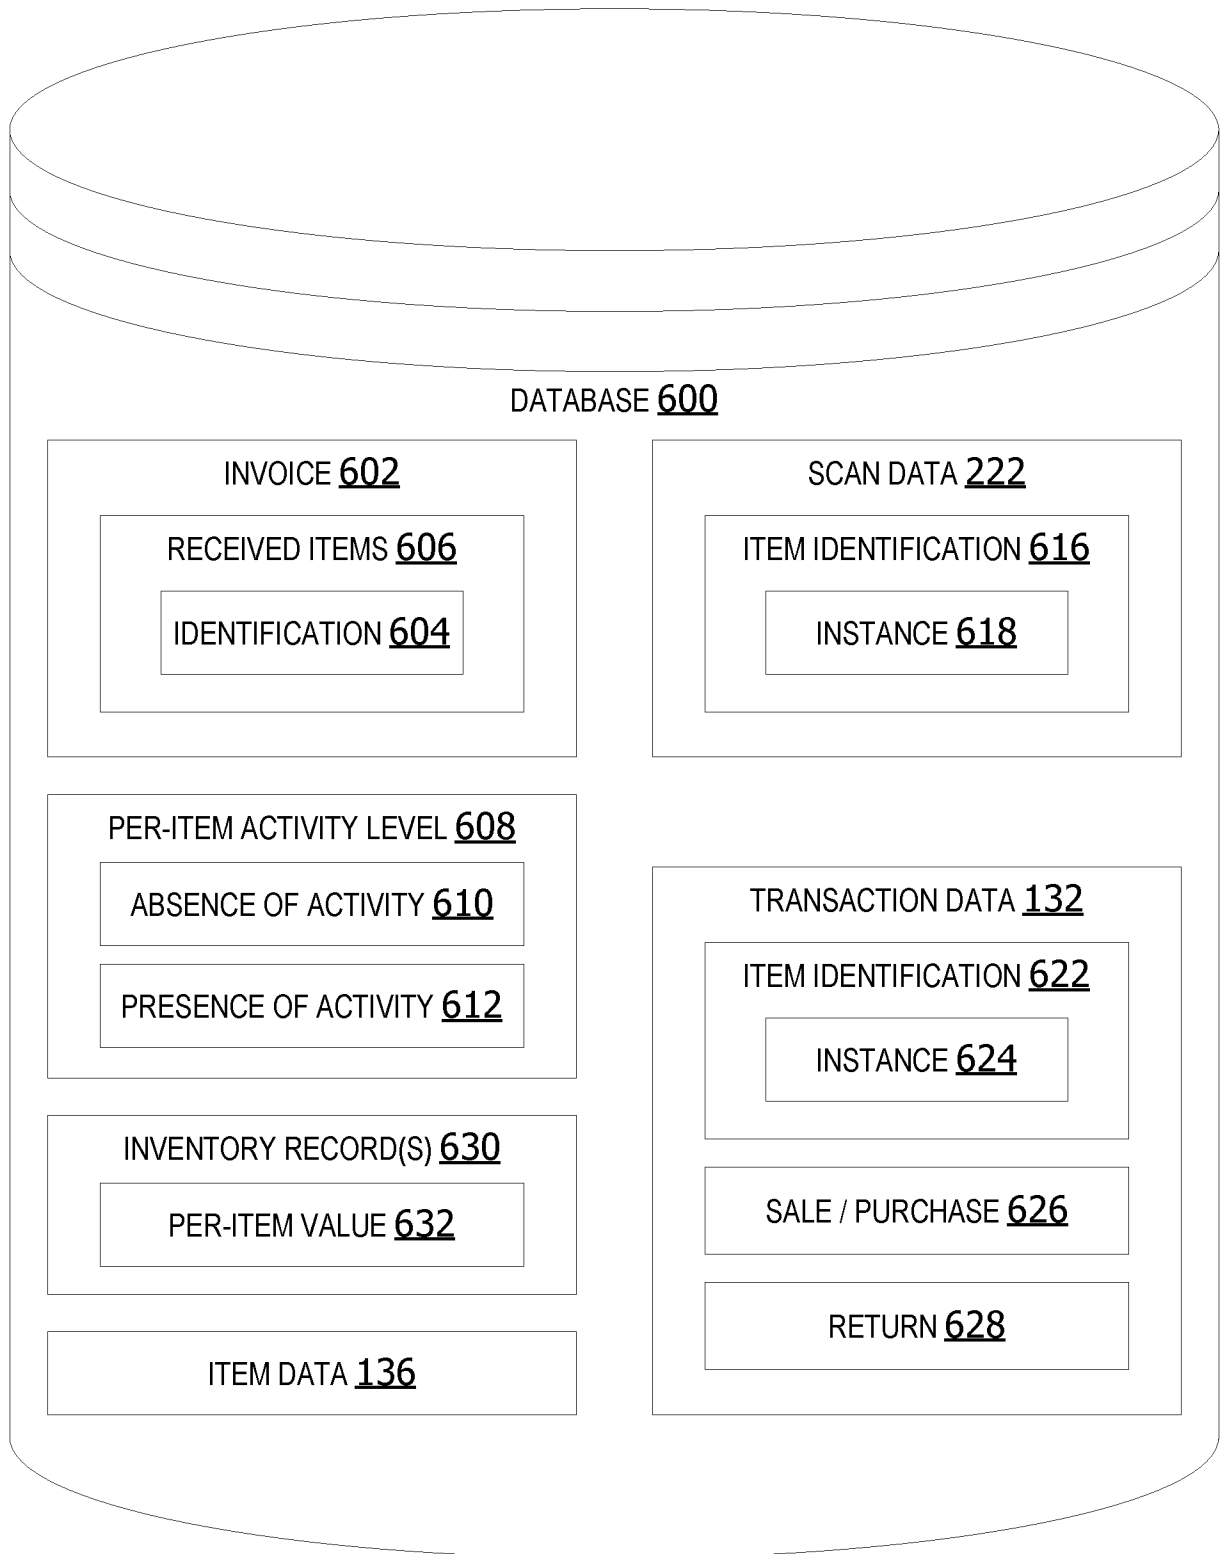 DATABASE 600
INVOICE 602
RECEIVED ITEMS 606
IDENTIFICATION 604
SCAN DATA 222
ITEM IDENTIFICATION 616
INSTANCE 618
PER-ITEM ACTIVITY LEVEL 608
ABSENCE OF ACTIVITY 610
PRESENCE OF ACTIVITY 612
TRANSACTION DATA 132
ITEM IDENTIFICATION 622
INSTANCE 624
SALE / PURCHASE 626
RETURN 628
INVENTORY RECORD(S) 630
PER-ITEM VALUE 632
ITEM DATA 136